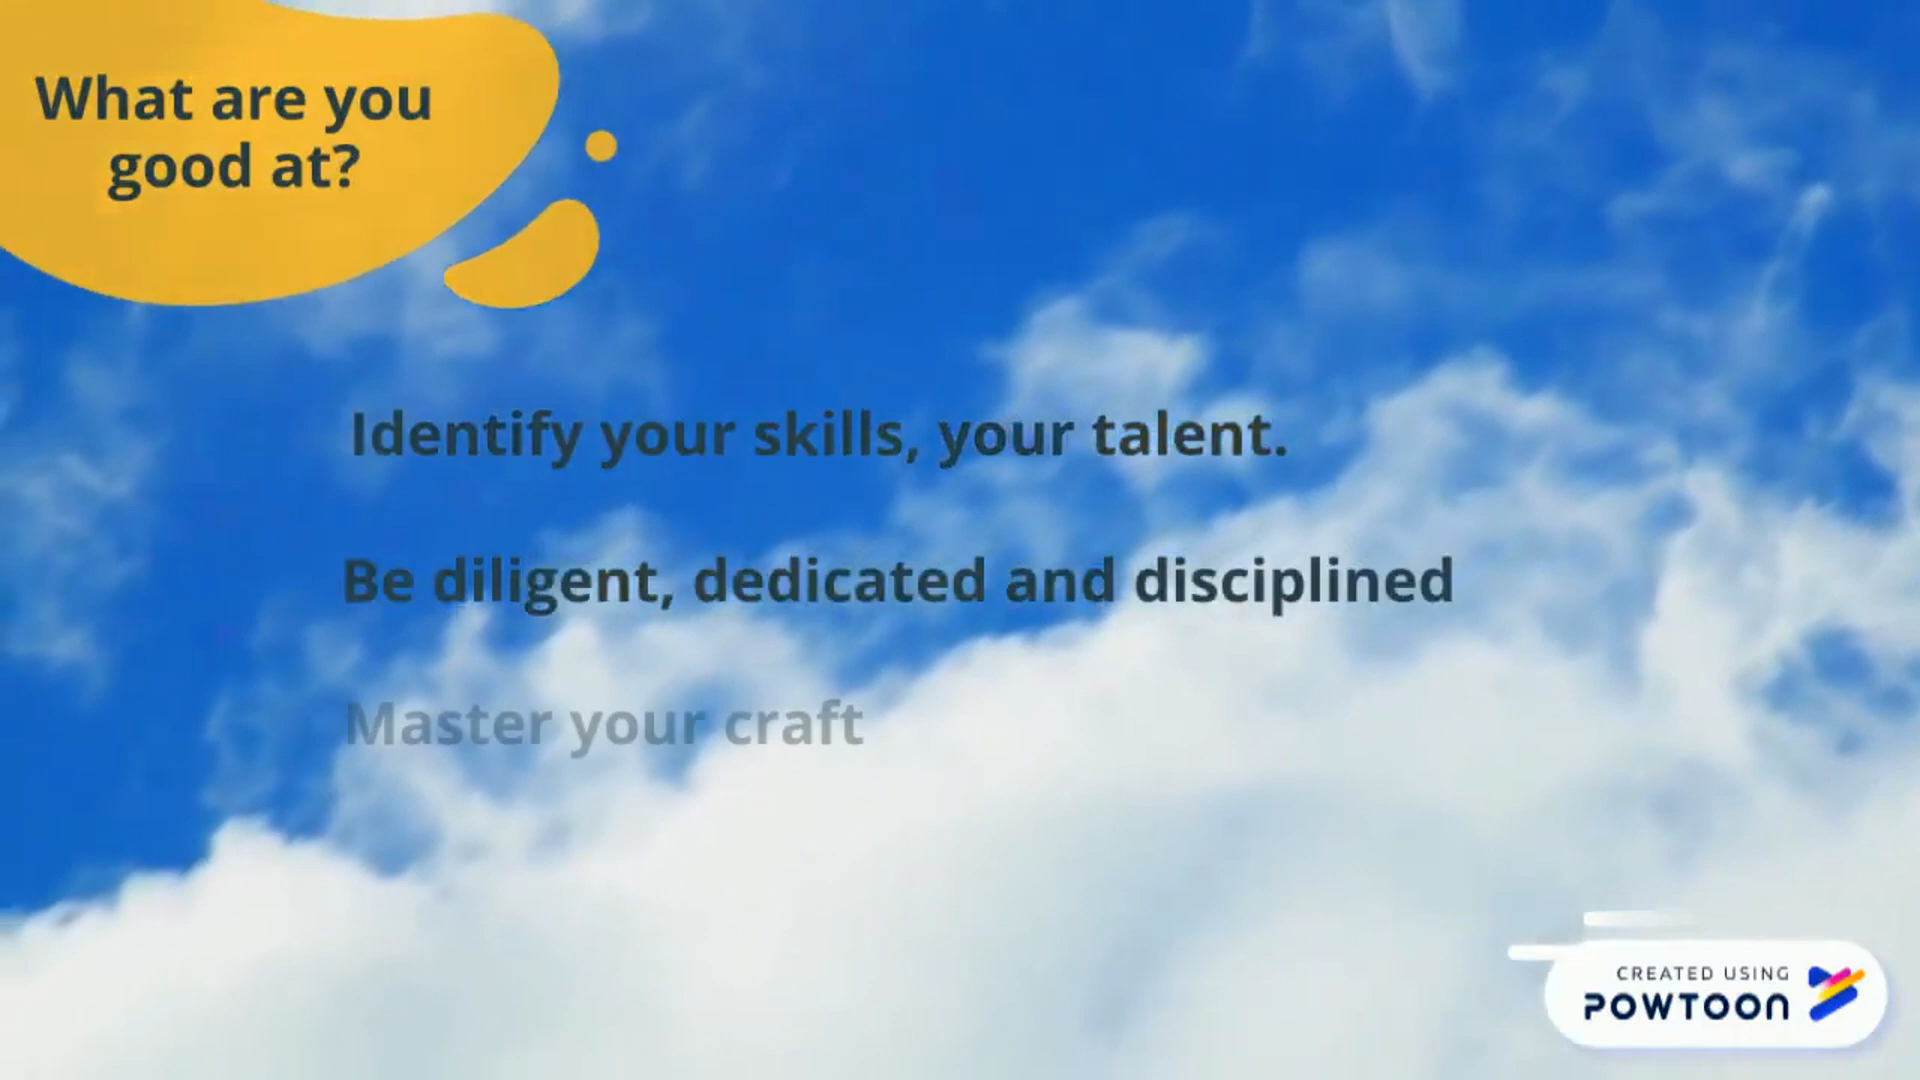 What are you
good at?
Identify your skills, your talent.
Be diligent, dedicated and disciplined
Master your craft
CREATED USING
POWTOON